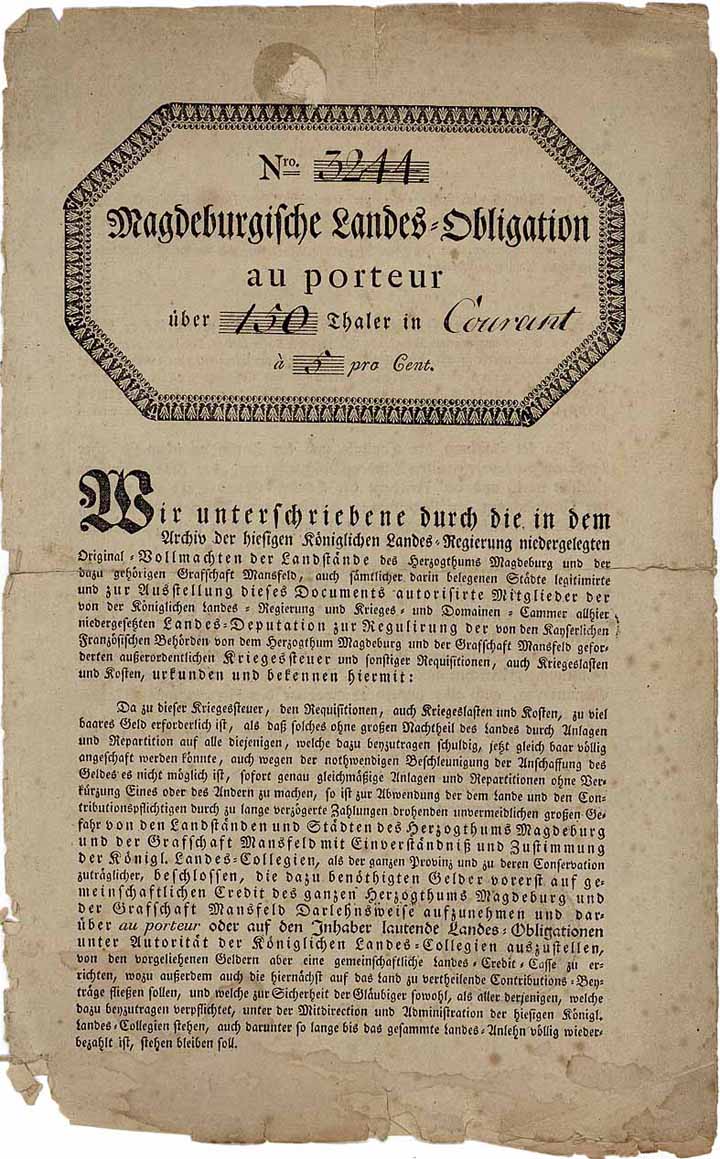 Nro. 3244.
Magdeburgische Landes-Obligation
au porteur
über 150 Thaler in Courant
à 5 pro Cent.
Wir unterschriebene durch die in dem
Archiv der hiesigen Königlichen Landes-Regierung niedergelegten
Original-Vollmachten der Landstände des Herzogthums Magdeburg und der
dazu gehörigen Grafschaft Mansfeld, auch sämtlicher darin belegenen Städte legitimirte
und zur Ausstellung dieses Documents autorisirte Mitglieder der
von der Königlichen Landes-Regierung und Krieges- und Domainen-Cammer allhier
niedergesetzten Landes-Deputation zur Regulirung der von den Kayserlichen
Französischen Behörden von dem Herzogthum Magdeburg und der Grafschaft Mansfeld gefor-
derten außerordentlichen Kriegessteuer und sonstiger Requisitionen, auch Kriegeslasten
und Kosten, urkunden und bekennen hiermit:
Da zu dieser Kriegessteuer, den Requisitionen, auch Kriegeslasten und Kosten, zu viel
baares Geld erforderlich ist, als daß solches ohne großen Nachtheil des Landes durch Anlagen
und Repartition auf alle diejenigen, welche dazu beyzutragen schuldig, jetzt gleich baar völlig
angeschaft werden könnte, auch wegen der nothwendigen Beschleunigung der Anschaffung des
Geldes es nicht möglich ist, sofort genau gleichmäßige Anlagen und Repartitionen ohne Ver-
kürzung Eines oder des Andern zu machen, so ist zur Abwendung der dem Lande und den Con-
tributionspflichtigen durch zu lange verzögerte Zahlungen drohenden unvermeidlichen großen Ge-
fahr von den Landständen und Städten des Herzogthums Magdeburg
und der Grafschaft Mansfeld mit Einverständniß und Zustimmung
der Königl. Landes-Collegien, als der ganzen Provinz und zu deren Conservation
zuträglicher, beschlossen, die dazu benöthigten Gelder vorerst auf ge-
meinschaftlichen Credit des ganzen Herzogthums Magdeburg und
der Grafschaft Mansfeld Darlehnsweise aufzunehmen und dar-
über au porteur oder auf den Inhaber lautende Landes-Obligationen
unter Autorität der Königlichen Landes-Collegien auszustellen,
von den vorgeliehenen Geldern aber eine gemeinschaftliche Landes-Credit-Casse zu er-
richten, wozu außerdem auch die hiernächst auf das Land zu vertheilende Contributions-Bey-
träge fließen sollen, und welche zur Sicherheit der Gläubiger sowohl, als aller derjenigen, welche
dazu beyzutragen verpflichtet, unter der Mitdirection und Administration der hiesigen Königl.
Landes-Collegien stehen, auch darunter so lange bis das gesammte Landes-Anlehn völlig wieder-
bezahlt ist, stehen bleiben soll.